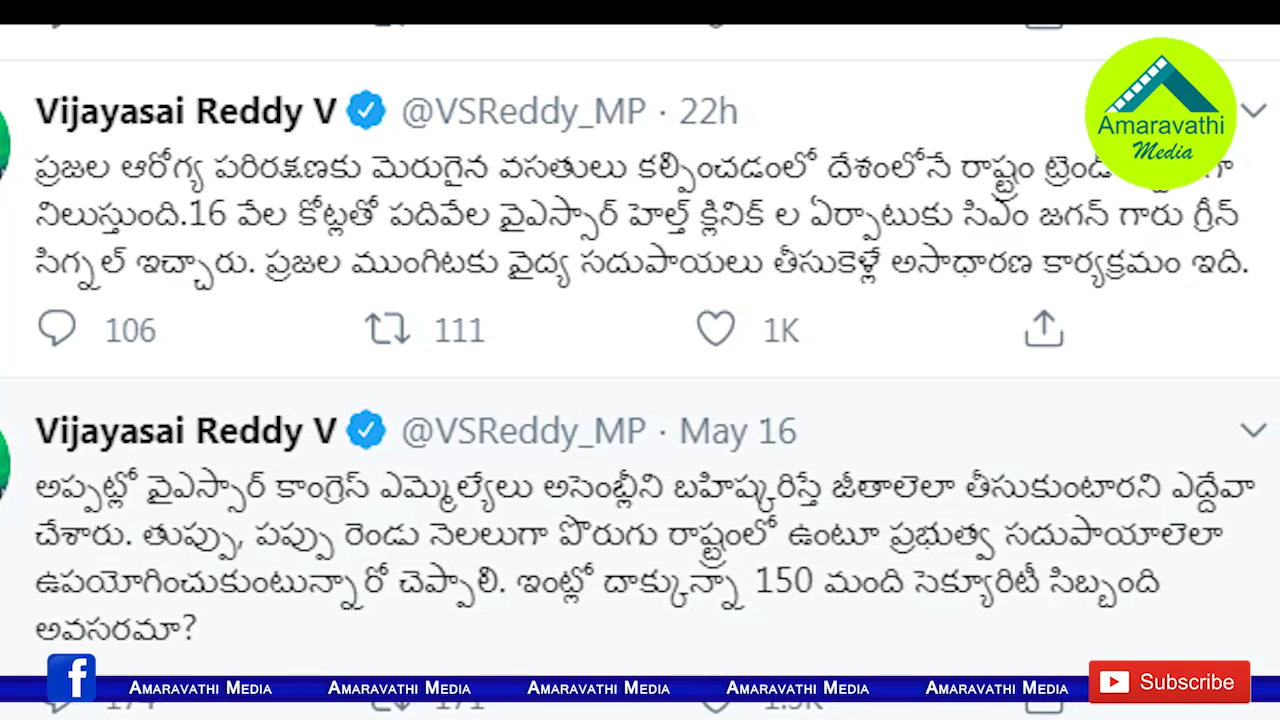 Vijayasai Reddy V @VSReddy_MP · 22h
ప్రజల ఆరోగ్య పరిరక్షణకు మెరుగైన వసతులు కల్పించడంలో దేశంలోనే రాష్ట్రం
నిలుస్తుంది.16 వేల కోట్లతో పదివేల వైఎస్సార్ హెల్త్ క్లినిక్ ల ఏర్పాటుకు సిఎం జగన్ గారు గ్రీన్
సిగ్నల్ ఇచ్చారు. ప్రజల ముంగిటకు వైద్య సదుపాయలు తీసుకెళ్లే అసాధారణ కార్యక్రమం ఇది.
106 111 1K
Vijayasai Reddy V @VSReddy_MP · May 16
అప్పట్లో వైఎస్సార్ కాంగ్రెస్ ఎమ్మెల్యేలు అసెంబ్లీని బహిష్కరిస్తే జీతాలెలా తీసుకుంటారని ఎద్దేవా
చేశారు. తుప్పు, పప్పు రెండు నెలలుగా పొరుగు రాష్ట్రంలో ఉంటూ ప్రభుత్వ సదుపాయాలెలా
ఉపయోగించుకుంటున్నారో చెప్పాలి. ఇంట్లో దాక్కున్నా 150 మంది సెక్యూరిటీ సిబ్బంది
అవసరమా?
Amaravathi
Media
f Amaravathi Media Amaravathi Media Amaravathi Media Amaravathi Media Amaravathi Media Subscribe